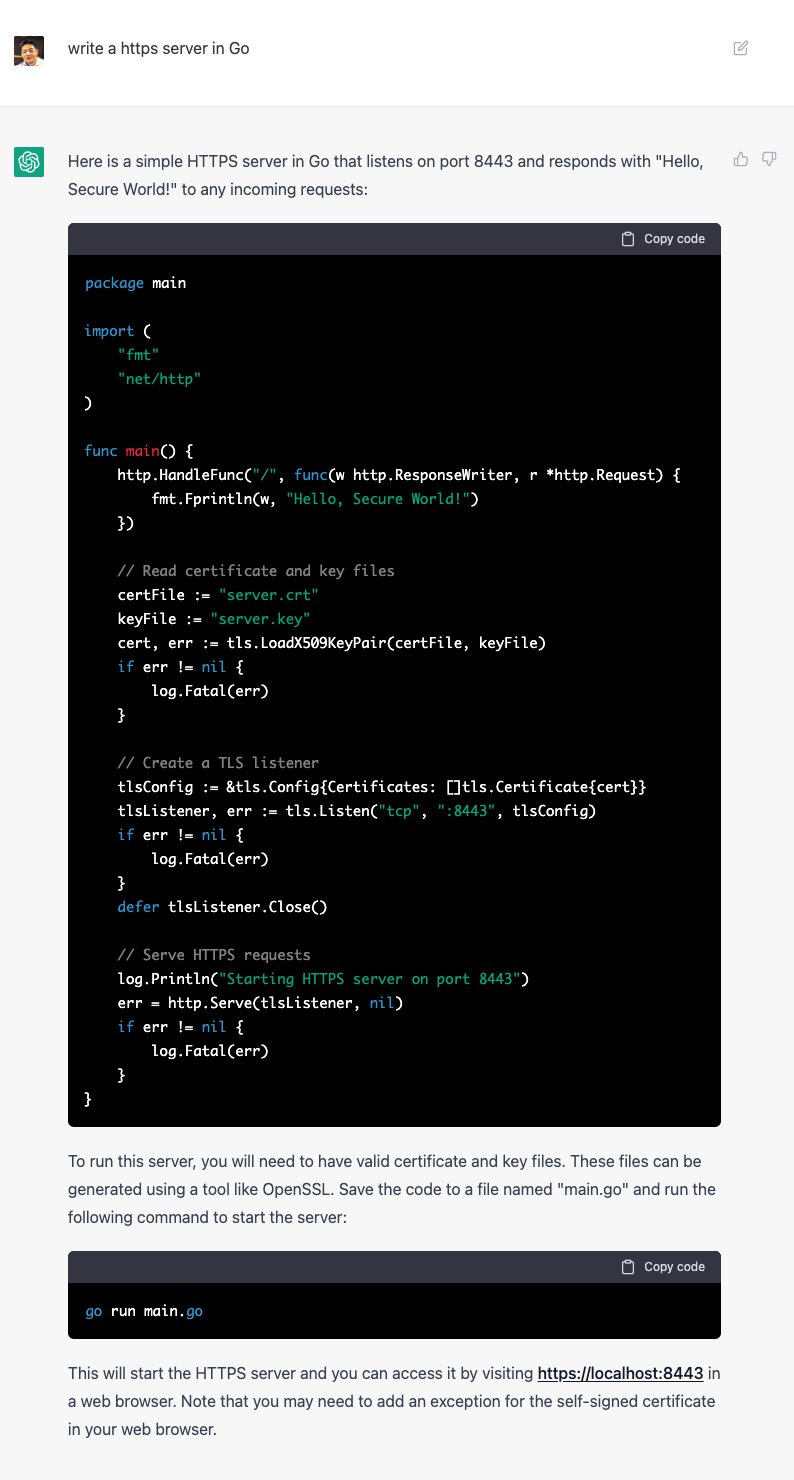 write a https server in Go
Here is a simple HTTPS server in Go that listens on port 8443 and responds with "Hello,
Secure World!" to any incoming requests:
Copy code
package main
import (
    "fmt"
    "net/http"
)
func main() {
    http.HandleFunc("/", func(w http.ResponseWriter, r *http.Request) {
        fmt.Fprintln(w, "Hello, Secure World!")
    })
    // Read certificate and key files
    certFile := "server.crt"
    keyFile := "server.key"
    cert, err := tls.LoadX509KeyPair(certFile, keyFile)
    if err != nil {
        log.Fatal(err)
    }
    // Create a TLS listener
    tlsConfig := &tls.Config{Certificates: []tls.Certificate{cert}}
    tlsListener, err := tls.Listen("tcp", ":8443", tlsConfig)
    if err != nil {
        log.Fatal(err)
    }
    defer tlsListener.Close()
    // Serve HTTPS requests
    log.Println("Starting HTTPS server on port 8443")
    err = http.Serve(tlsListener, nil)
    if err != nil {
        log.Fatal(err)
    }
}
To run this server, you will need to have valid certificate and key files. These files can be
generated using a tool like OpenSSL. Save the code to a file named "main.go" and run the
following command to start the server:
Copy code
go run main.go
This will start the HTTPS server and you can access it by visiting https://localhost:8443 in
a web browser. Note that you may need to add an exception for the self-signed certificate
in your web browser.